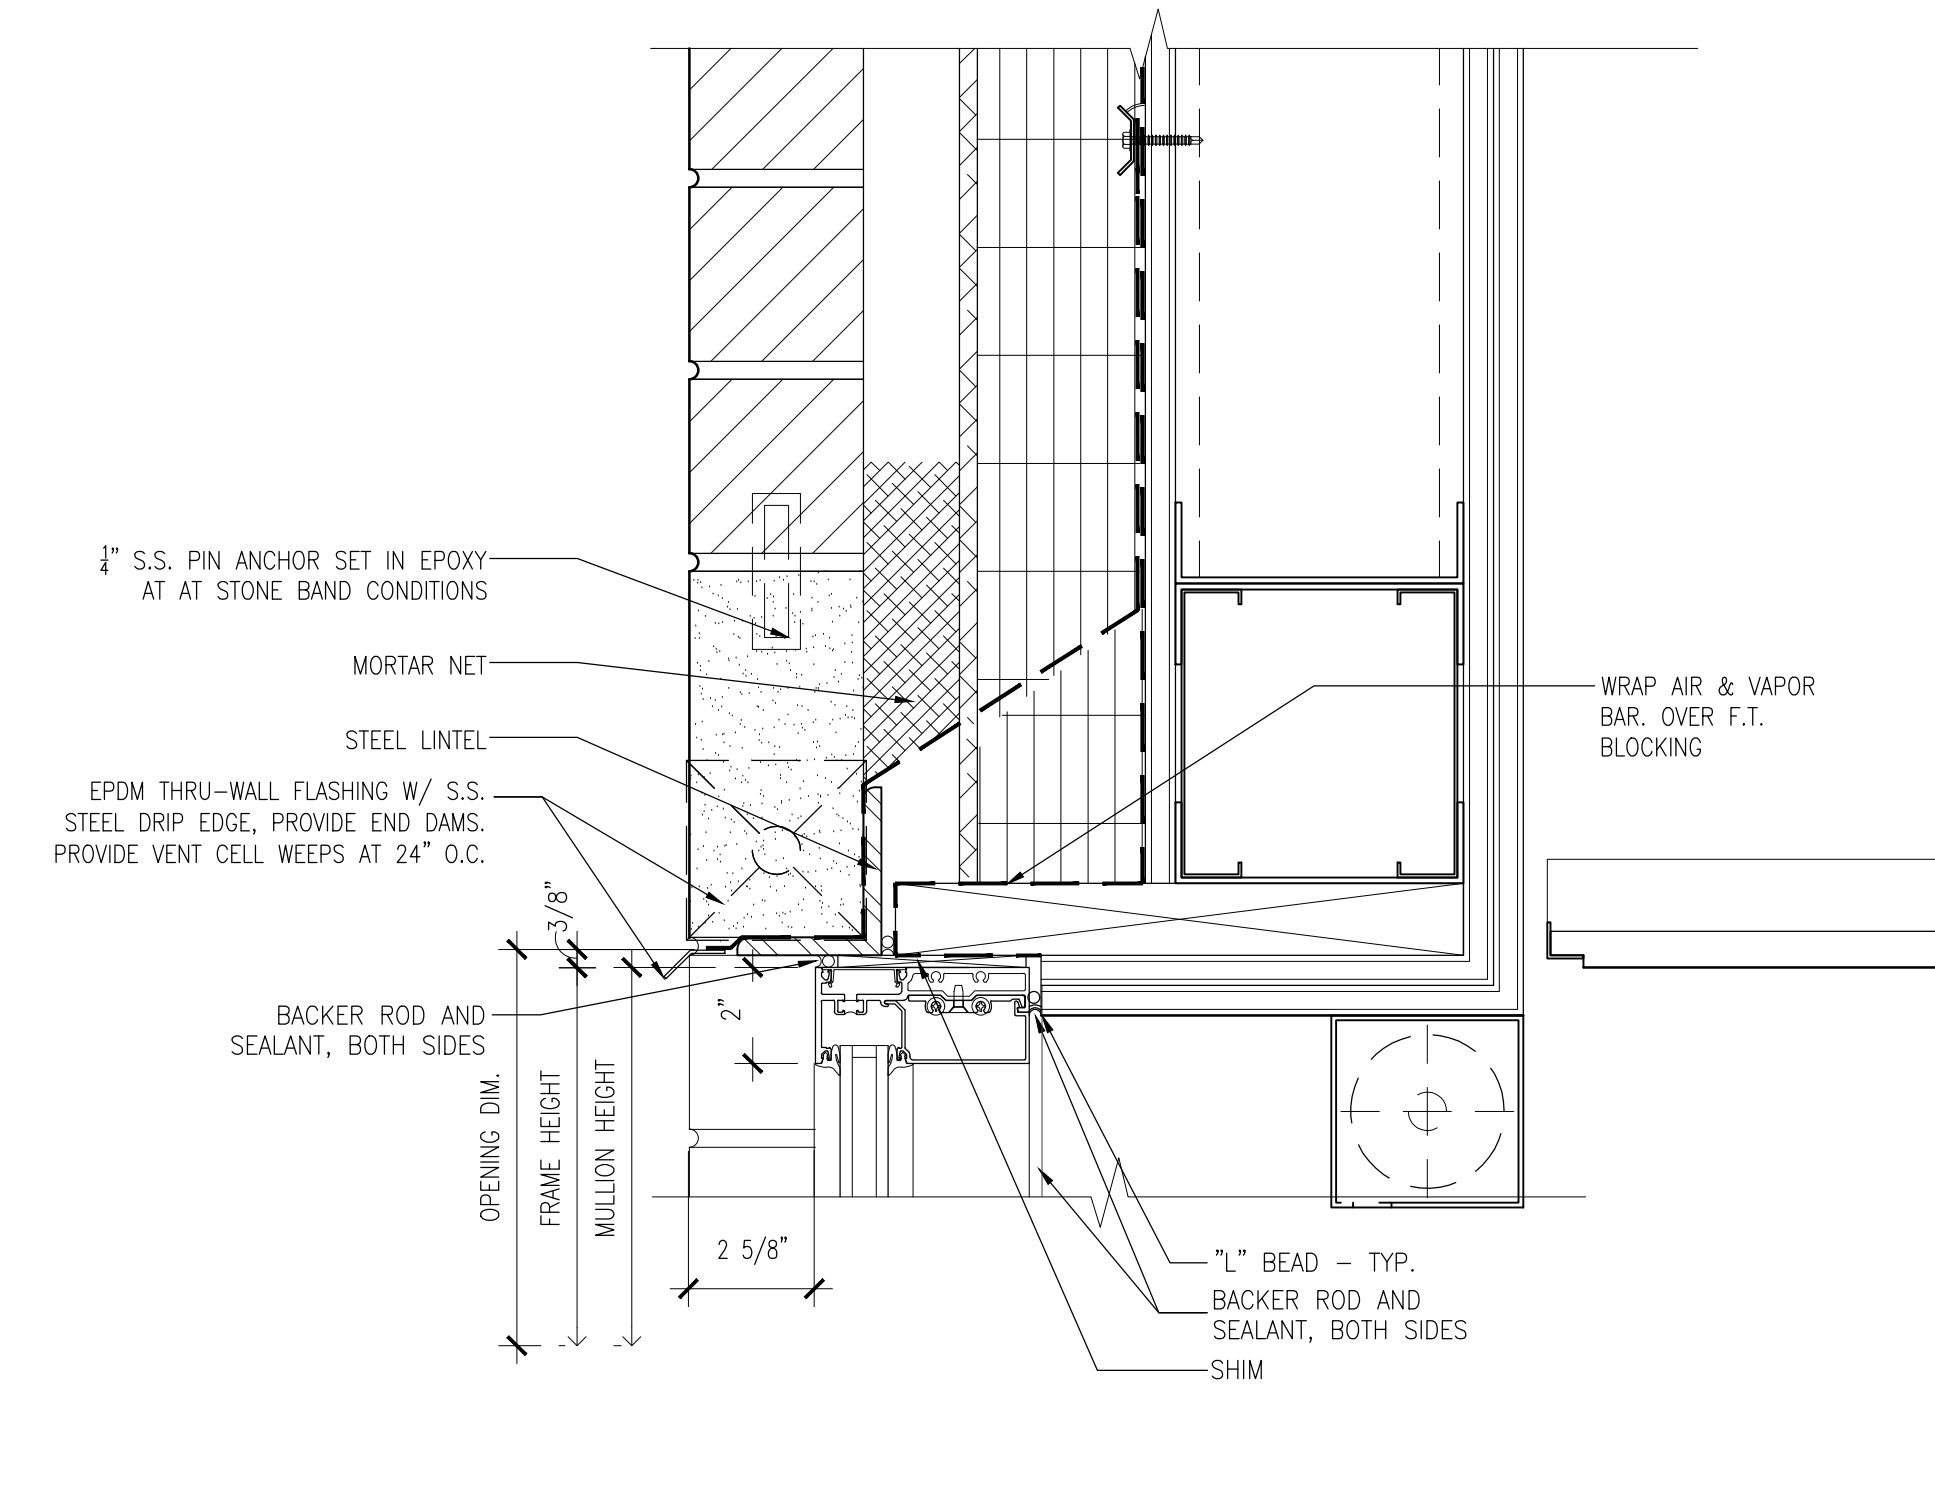 1/4" S.S. PIN ANCHOR SET IN EPOXY
AT AT STONE BAND CONDITIONS
MORTAR NET
STEEL LINTEL
EPDM THRU-WALL FLASHING W/ S.S.
STEEL DRIP EDGE, PROVIDE END DAMS.
PROVIDE VENT CELL WEEPS AT 24" O.C.
3/8"
BACKER ROD AND
SEALANT, BOTH SIDES
2"
OPENING DIM.
FRAME HEIGHT
MULLION HEIGHT
2 5/8"
WRAP AIR & VAPOR
BAR. OVER F.T.
BLOCKING
"L" BEAD - TYP.
BACKER ROD AND
SEALANT, BOTH SIDES
SHIM